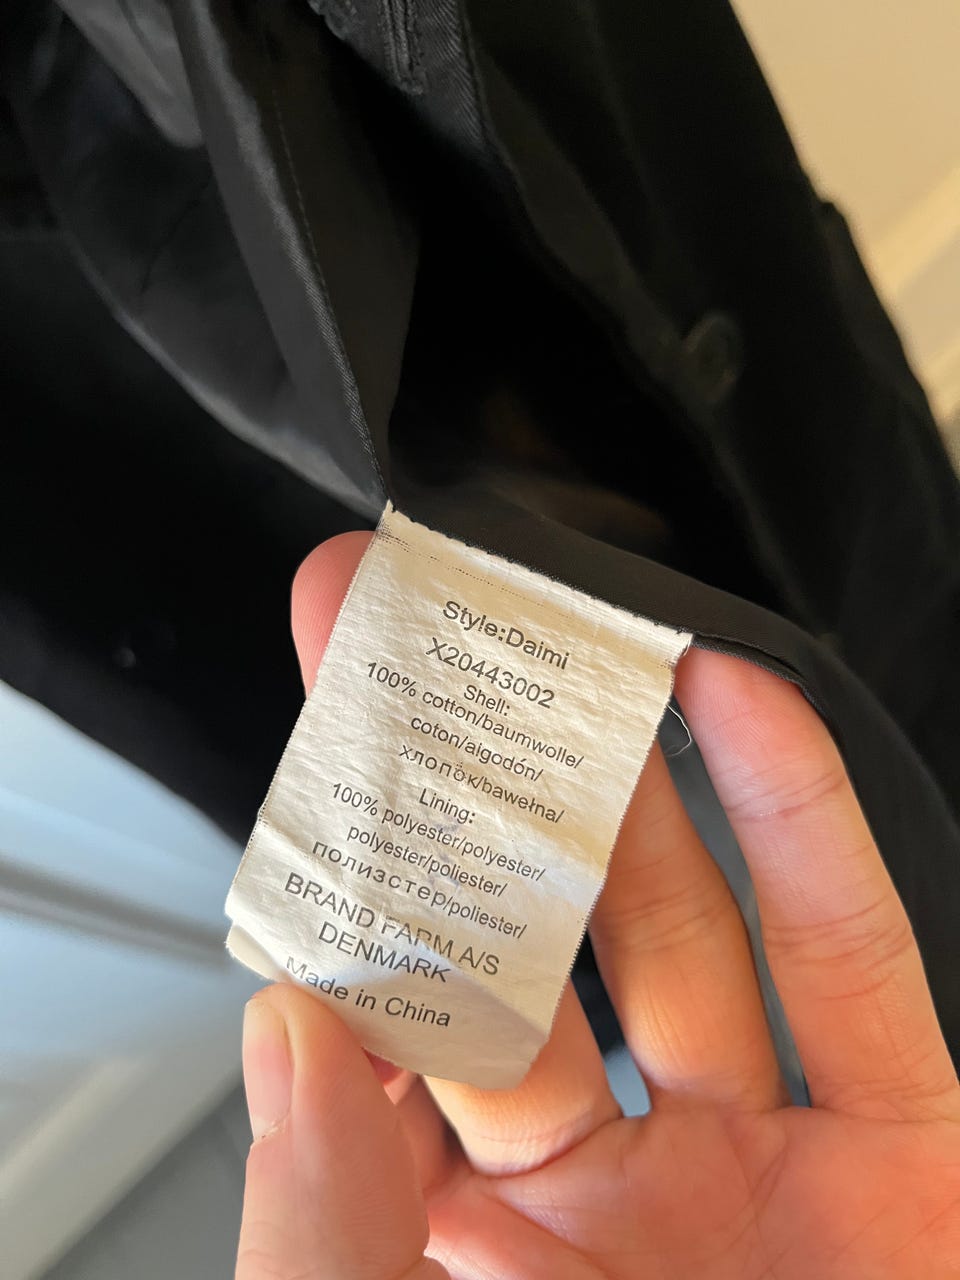 Style:Daimi
X20443002
Shell:
100% cotton/baumwolle/
coton/algodón/
хлопок/bawełna/
Lining:
100% polyester/polyester/
polyester/poliester/
полизстер/poliester/
BRAND FARM A/S
DENMARK
Made in China